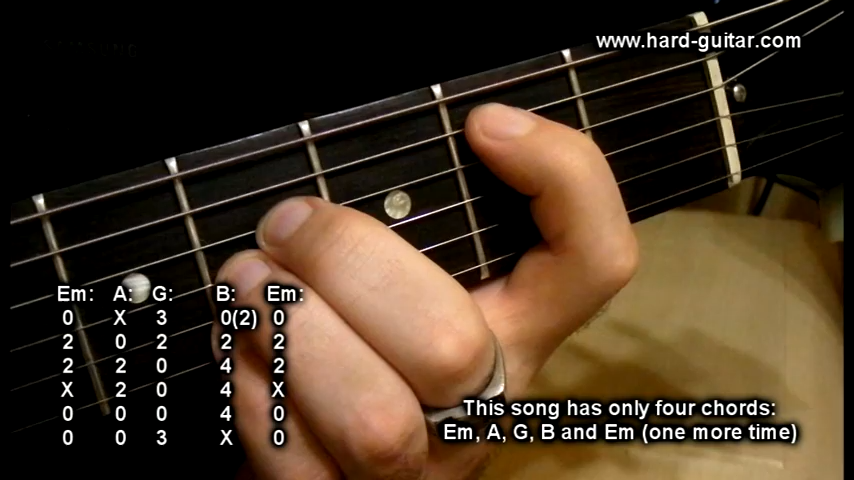 www.hard-guitar.com
Em: A: G: B: Em:
0 X 3 0(2) 0
2 0 2 2 2
2 2 0 4 2
X 2 0 4 X
0 0 0 4 0
0 0 3 X 0
This song has only four chords:
Em, A, G, B and Em (one more time)